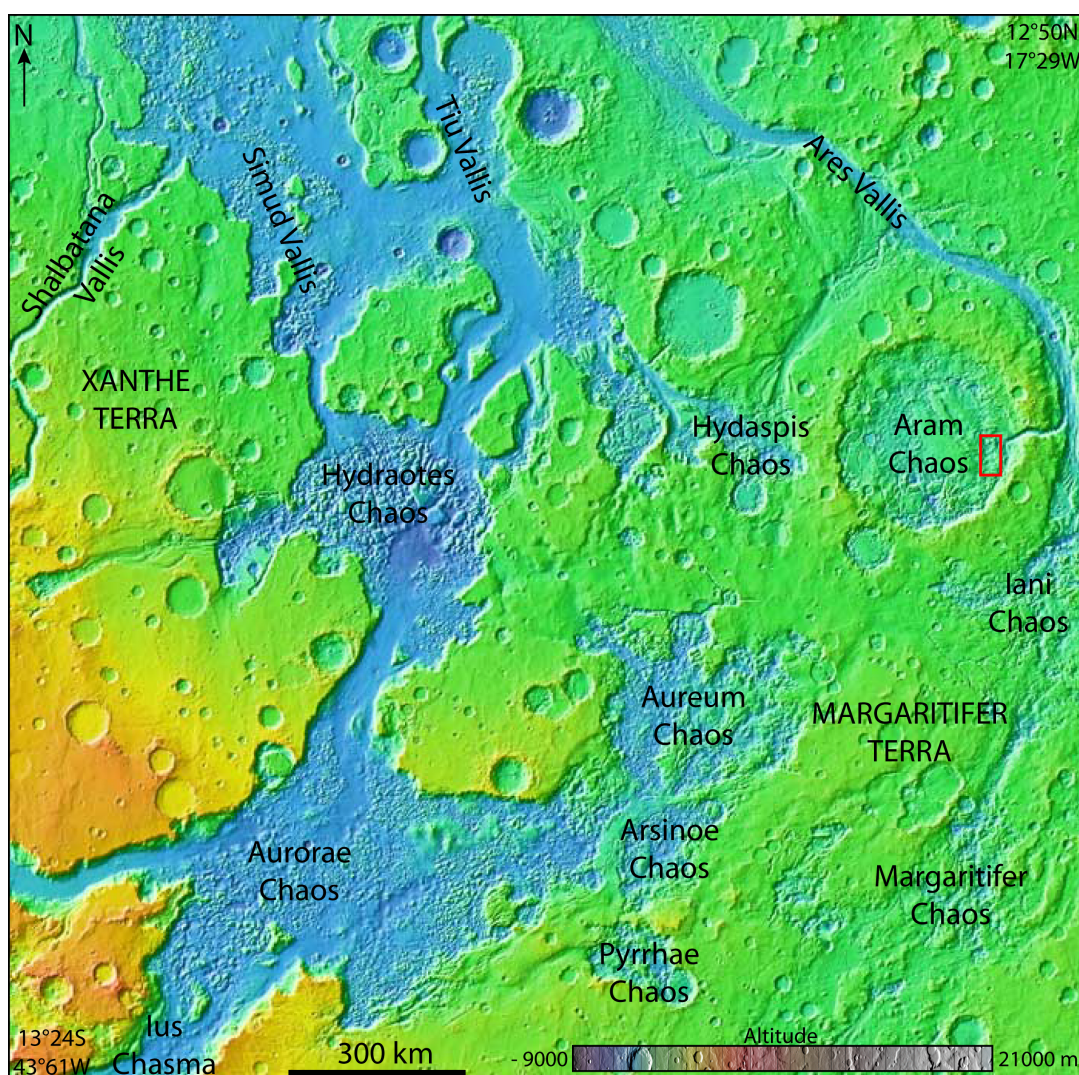 N
12°50N
17°29W
Tiu Vallis
Ares Vallis
Simud Vallis
Shalbatana
Vallis
XANTHE
TERRA
Hydaspis
Chaos
Aram
Chaos
Hydraotes
Chaos
Iani
Chaos
Aureum
Chaos
MARGARITIFER
TERRA
Arsinoe
Chaos
Aurorae
Chaos
Margaritifer
Chaos
Pyrrhae
Chaos
13°24S
43°61W
Ius
Chasma
300 km
Altitude
- 9000
21000 m